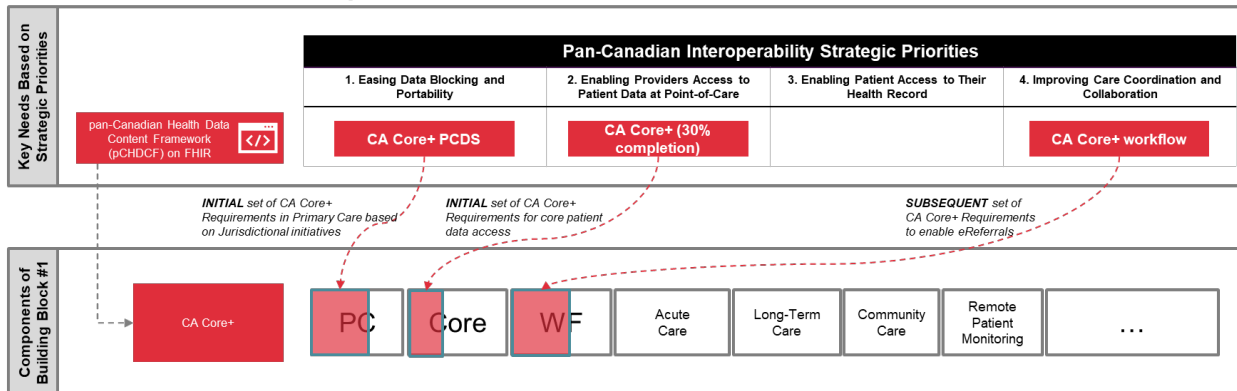 Key Needs Based on
Strategic Priorities
Pan-Canadian Interoperability Strategic Priorities
1. Easing Data Blocking and
Portability
2. Enabling Providers Access to
Patient Data at Point-of-Care
3. Enabling Patient Access to Their
Health Record
4. Improving Care Coordination and
Collaboration
pan-Canadian Health Data
Content Framework
(pCHDCF) on FHIR
</>
CA Core+ PCDS
CA Core+ (30%
completion)
CA Core+ workflow
INITIAL set of CA Core+
Requirements in Primary Care based
on Jurisdictional initiatives
INITIAL set of CA Core+
Requirements for core patient
data access
SUBSEQUENT set of
CA Core+ Requirements
to enable eReferrals
Components of
Building Block #1
CA Core+
PC
Core
WF
Acute
Care
Long-Term
Care
Community
Care
Remote
Patient
Monitoring
...